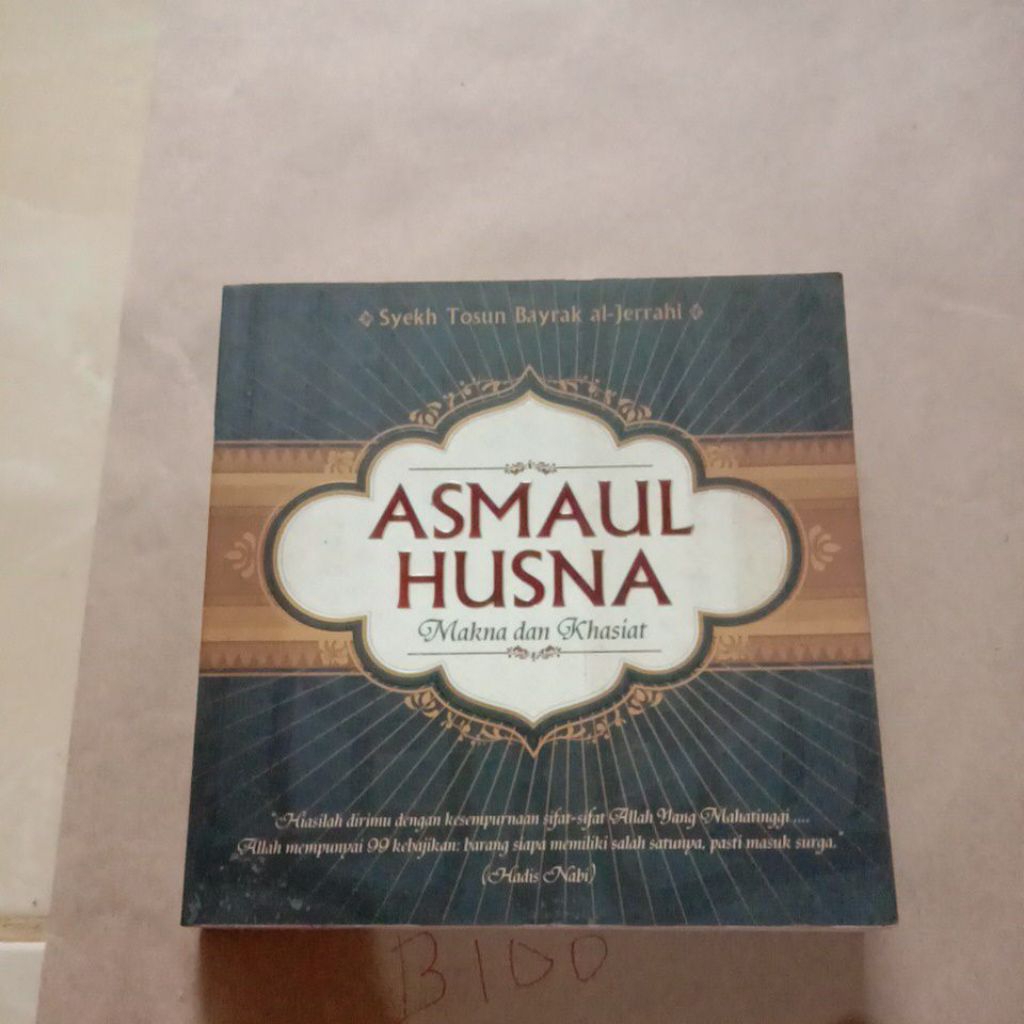 Syekh Tosun Bayrak al-Jerrahi
ASMAUL
HUSNA
Makna dan Khasiat
"Hiasilah dirimu dengan kesempurnaan sifat-sifat Allah Yang Mahatinggi ....
Allah mempunyai 99 kebajikan: barang siapa memiliki salah satunya, pasti masuk surga."
(Hadis Nabi)
B100